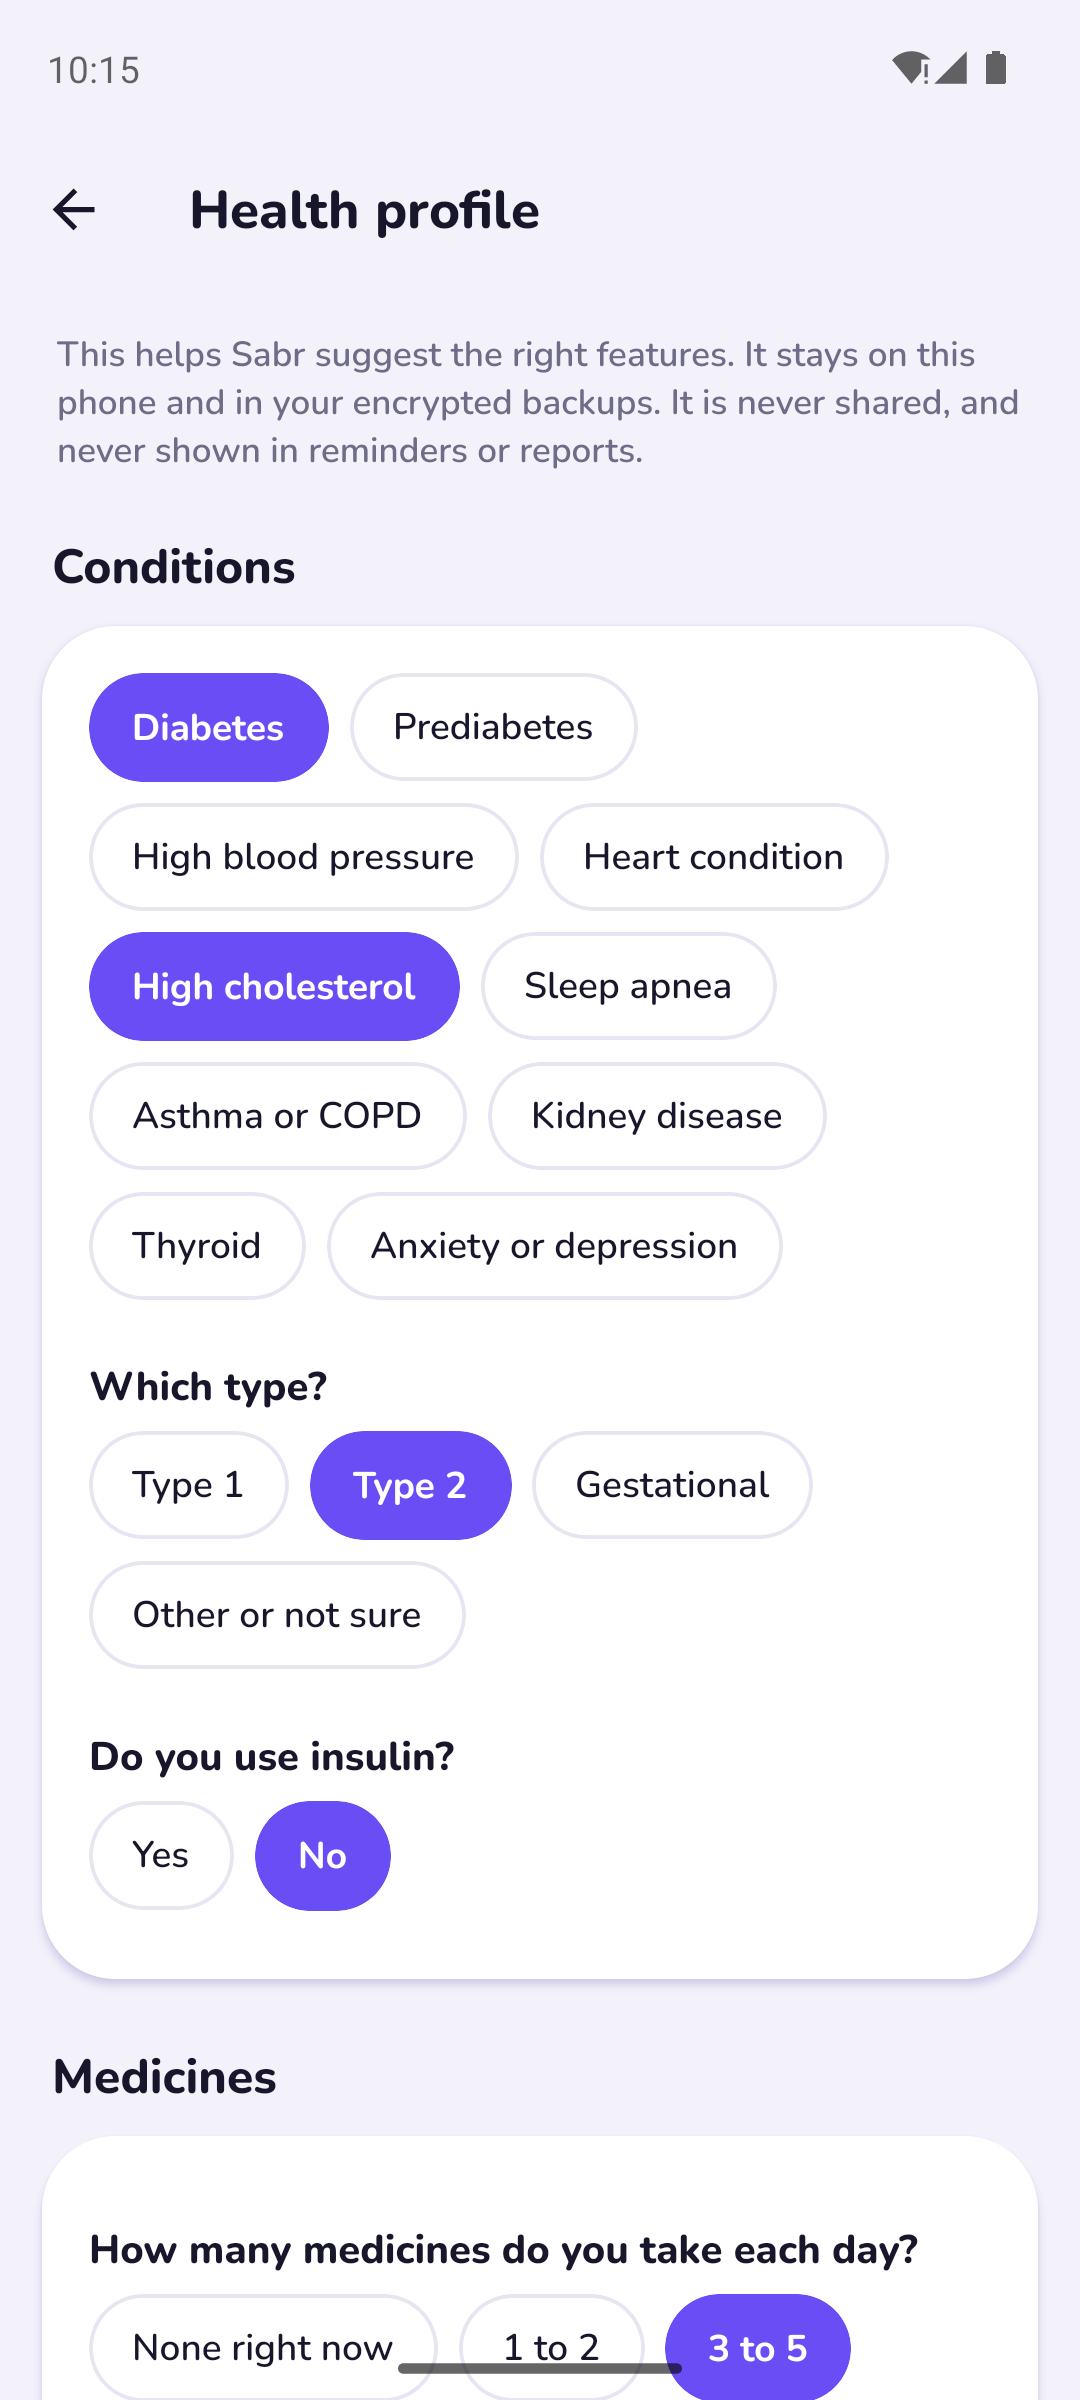 10:15
Health profile
This helps Sabr suggest the right features. It stays on this
phone and in your encrypted backups. It is never shared, and
never shown in reminders or reports.
Conditions
Diabetes Prediabetes
High blood pressure Heart condition
High cholesterol Sleep apnea
Asthma or COPD Kidney disease
Thyroid Anxiety or depression
Which type?
Type 1 Type 2 Gestational
Other or not sure
Do you use insulin?
Yes No
Medicines
How many medicines do you take each day?
None right now 1 to 2 3 to 5